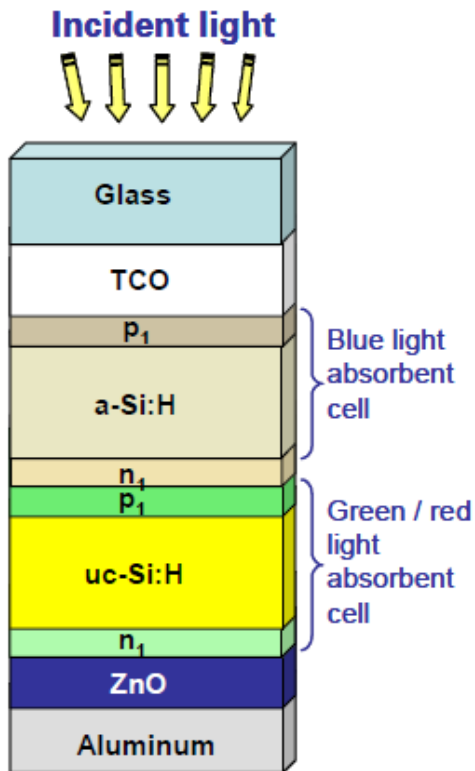 Incident light
Glass
TCO
p₁
a-Si:H
n₁
p₁
uc-Si:H
n₁
ZnO
Aluminum
Blue light
absorbent
cell
Green / red
light
absorbent
cell